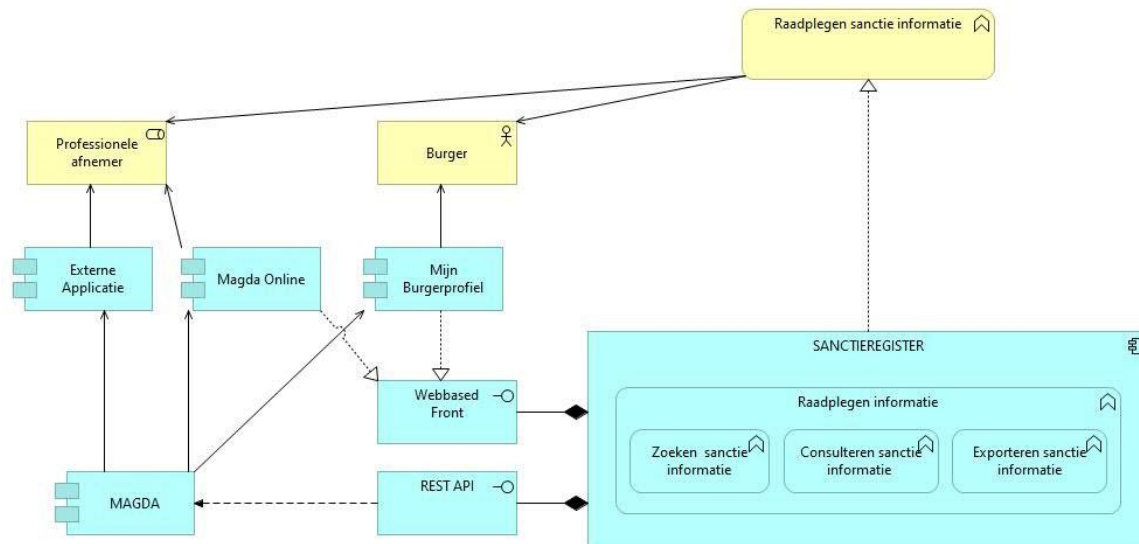 Raadplegen sanctie informatie
Professionele
afnemer
Burger
Externe
Applicatie
Magda Online
Mijn
Burgerprofiel
SANCTIEREGISTER
Webbased
Front
Raadplegen informatie
Zoeken sanctie
informatie
Consulteren sanctie
informatie
Exporteren sanctie
informatie
MAGDA
REST API